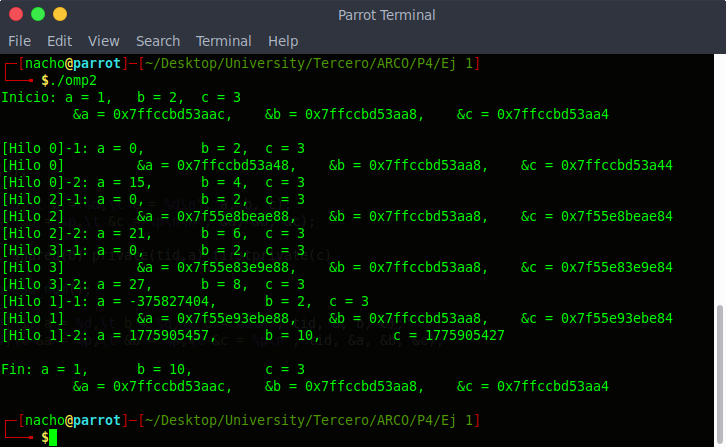 Parrot Terminal
File Edit View Search Terminal Help
┌─[nacho@parrot]─[~/Desktop/University/Tercero/ARCO/P4/Ej 1]
└──╼ $./omp2
Inicio: a = 1, b = 2, c = 3
&a = 0x7ffccbd53aac, &b = 0x7ffccbd53aa8, &c = 0x7ffccbd53aa4
[Hilo 0]-1: a = 0, b = 2, c = 3
[Hilo 0] &a = 0x7ffccbd53a48, &b = 0x7ffccbd53aa8, &c = 0x7ffccbd53a44
[Hilo 0]-2: a = 15, b = 4, c = 3
[Hilo 2]-1: a = 0, b = 2, c = 3
[Hilo 2] &a = 0x7f55e8beae88, &b = 0x7ffccbd53aa8, &c = 0x7f55e8beae84
[Hilo 2]-2: a = 21, b = 6, c = 3
[Hilo 3]-1: a = 0, b = 2, c = 3
[Hilo 3] &a = 0x7f55e83e9e88, &b = 0x7ffccbd53aa8, &c = 0x7f55e83e9e84
[Hilo 3]-2: a = 27, b = 8, c = 3
[Hilo 1]-1: a = -375827404, b = 2, c = 3
[Hilo 1] &a = 0x7f55e93ebe88, &b = 0x7ffccbd53aa8, &c = 0x7f55e93ebe84
[Hilo 1]-2: a = 1775905457, b = 10, c = 1775905427
Fin: a = 1, b = 10, c = 3
&a = 0x7ffccbd53aac, &b = 0x7ffccbd53aa8, &c = 0x7ffccbd53aa4
┌─[nacho@parrot]─[~/Desktop/University/Tercero/ARCO/P4/Ej 1]
└──╼ $